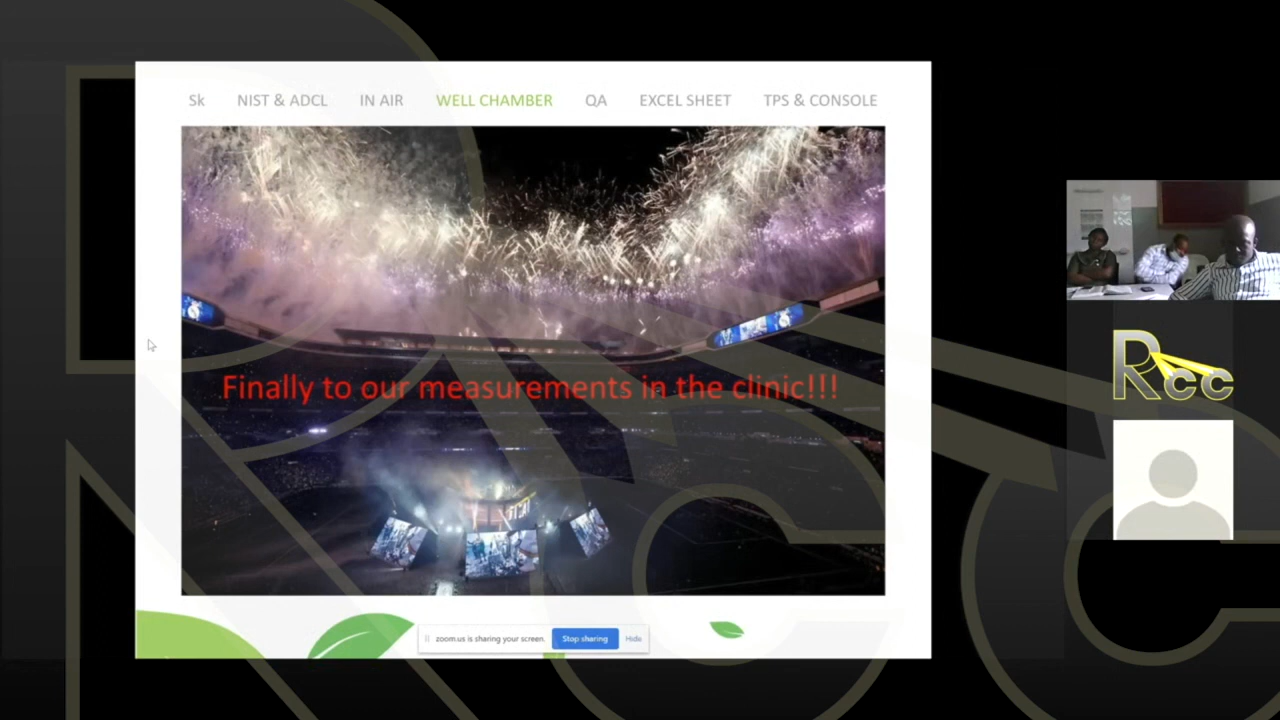 Sk NIST & ADCL IN AIR WELL CHAMBER QA EXCEL SHEET TPS & CONSOLE
Finally to our measurements in the clinic!!!
zoom.us is sharing your screen. Stop sharing Hide
Rcc